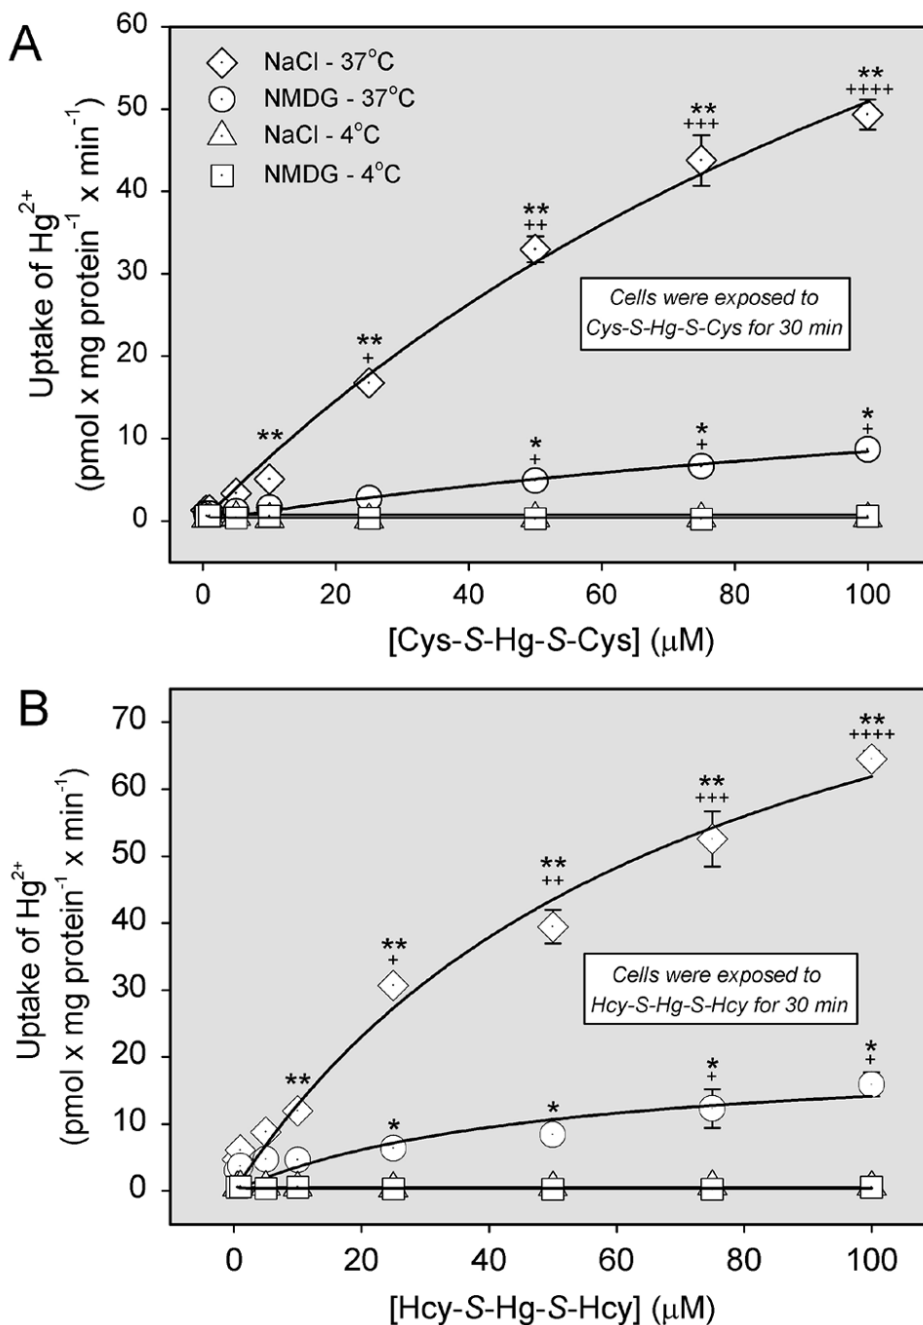 A
60
50
40
30
20
10
0
Uptake of Hg²⁺
(pmol x mg protein⁻¹ x min⁻¹)
NaCl - 37°C
NMDG - 37°C
NaCl - 4°C
NMDG - 4°C
**
**
+
**
++
**
+++
**
++++
*
+
*
+
*
+
Cells were exposed to
Cys-S-Hg-S-Cys for 30 min
0 20 40 60 80 100
[Cys-S-Hg-S-Cys] (µM)
B
70
60
50
40
30
20
10
0
Uptake of Hg²⁺
(pmol x mg protein⁻¹ x min⁻¹)
**
**
+
**
++
**
+++
**
++++
*
*
*
+
*
+
Cells were exposed to
Hcy-S-Hg-S-Hcy for 30 min
0 20 40 60 80 100
[Hcy-S-Hg-S-Hcy] (µM)